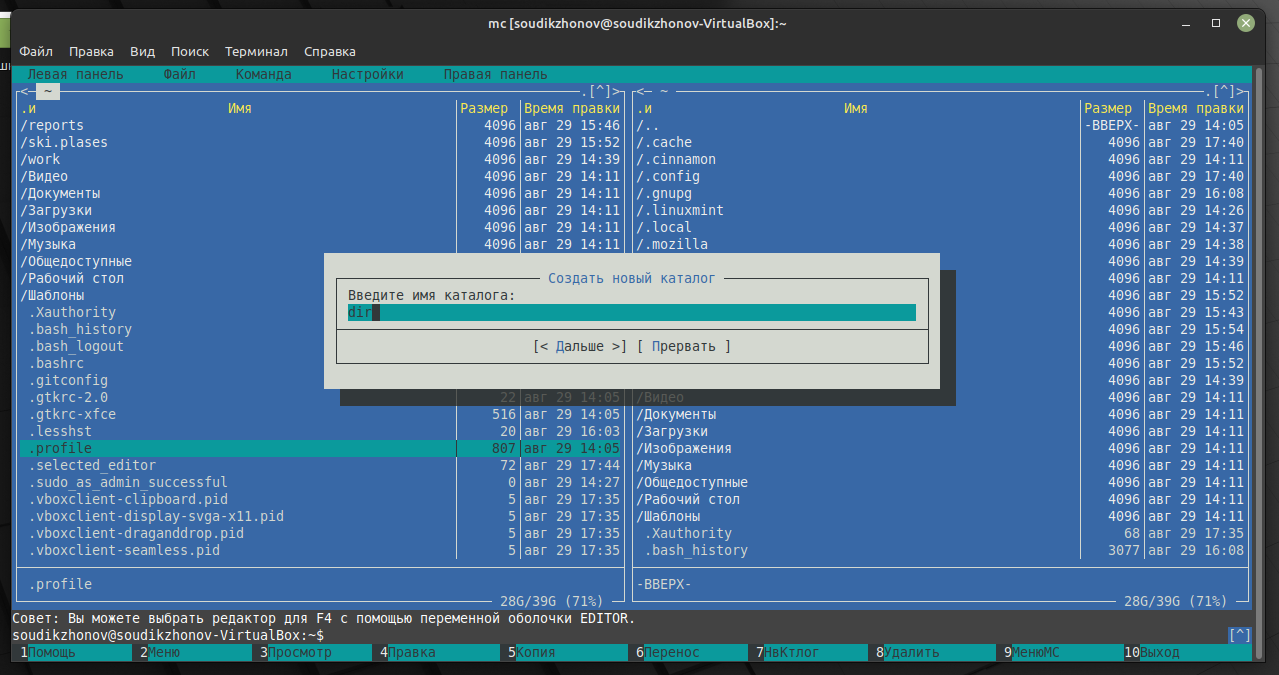 mc [soudikzhonov@soudikzhonov-VirtualBox]:~
Файл Правка Вид Поиск Терминал Справка
Левая панель Файл Команда Настройки Правая панель
<─ ~ .[^]> <─ ~ .[^]>
.и Имя Размер Время правки .и Имя Размер Время правки
/reports 4096 авг 29 15:46 /.. -ВВЕРХ- авг 29 14:05
/ski.plases 4096 авг 29 15:52 /.cache 4096 авг 29 17:40
/work 4096 авг 29 14:39 /.cinnamon 4096 авг 29 14:11
/Видео 4096 авг 29 14:11 /.config 4096 авг 29 17:40
/Документы 4096 авг 29 14:11 /.gnupg 4096 авг 29 16:08
/Загрузки 4096 авг 29 14:11 /.linuxmint 4096 авг 29 14:26
/Изображения 4096 авг 29 14:11 /.local 4096 авг 29 14:37
/Музыка 4096 авг 29 14:11 /.mozilla 4096 авг 29 14:38
/Общедоступные 4096 авг 29 14:39
/Рабочий стол Создать новый каталог 4096 авг 29 14:11
/Шаблоны Введите имя каталога: 4096 авг 29 15:52
.Xauthority dir 4096 авг 29 15:43
.bash_history 4096 авг 29 15:54
.bash_logout [< Дальше >] [ Прервать ] 4096 авг 29 15:46
.bashrc 4096 авг 29 15:52
.gitconfig 4096 авг 29 14:39
.gtkrc-2.0 22 авг 29 14:05 /Видео 4096 авг 29 14:11
.gtkrc-xfce 516 авг 29 14:05 /Документы 4096 авг 29 14:11
.lesshst 20 авг 29 16:03 /Загрузки 4096 авг 29 14:11
.profile 807 авг 29 14:05 /Изображения 4096 авг 29 14:11
.selected_editor 72 авг 29 17:44 /Музыка 4096 авг 29 14:11
.sudo_as_admin_successful 0 авг 29 14:27 /Общедоступные 4096 авг 29 14:11
.vboxclient-clipboard.pid 5 авг 29 17:35 /Рабочий стол 4096 авг 29 14:11
.vboxclient-display-svga-x11.pid 5 авг 29 17:35 /Шаблоны 4096 авг 29 14:11
.vboxclient-draganddrop.pid 5 авг 29 17:35 .Xauthority 68 авг 29 17:35
.vboxclient-seamless.pid 5 авг 29 17:35 .bash_history 3077 авг 29 16:08
.profile -ВВЕРХ-
28G/39G (71%) 28G/39G (71%)
Совет: Вы можете выбрать редактор для F4 с помощью переменной оболочки EDITOR.
soudikzhonov@soudikzhonov-VirtualBox:~$ [^]
1Помощь 2Меню 3Просмотр 4Правка 5Копия 6Перенос 7НвКтлог 8Удалить 9МенюMC 10Выход